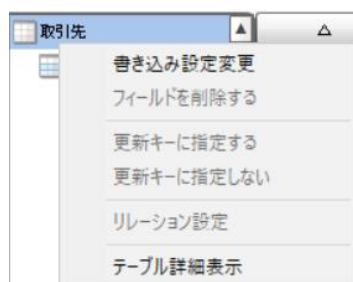 取引先
書き込み設定変更
フィールドを削除する
更新キーに指定する
更新キーに指定しない
リレーション設定
テーブル詳細表示